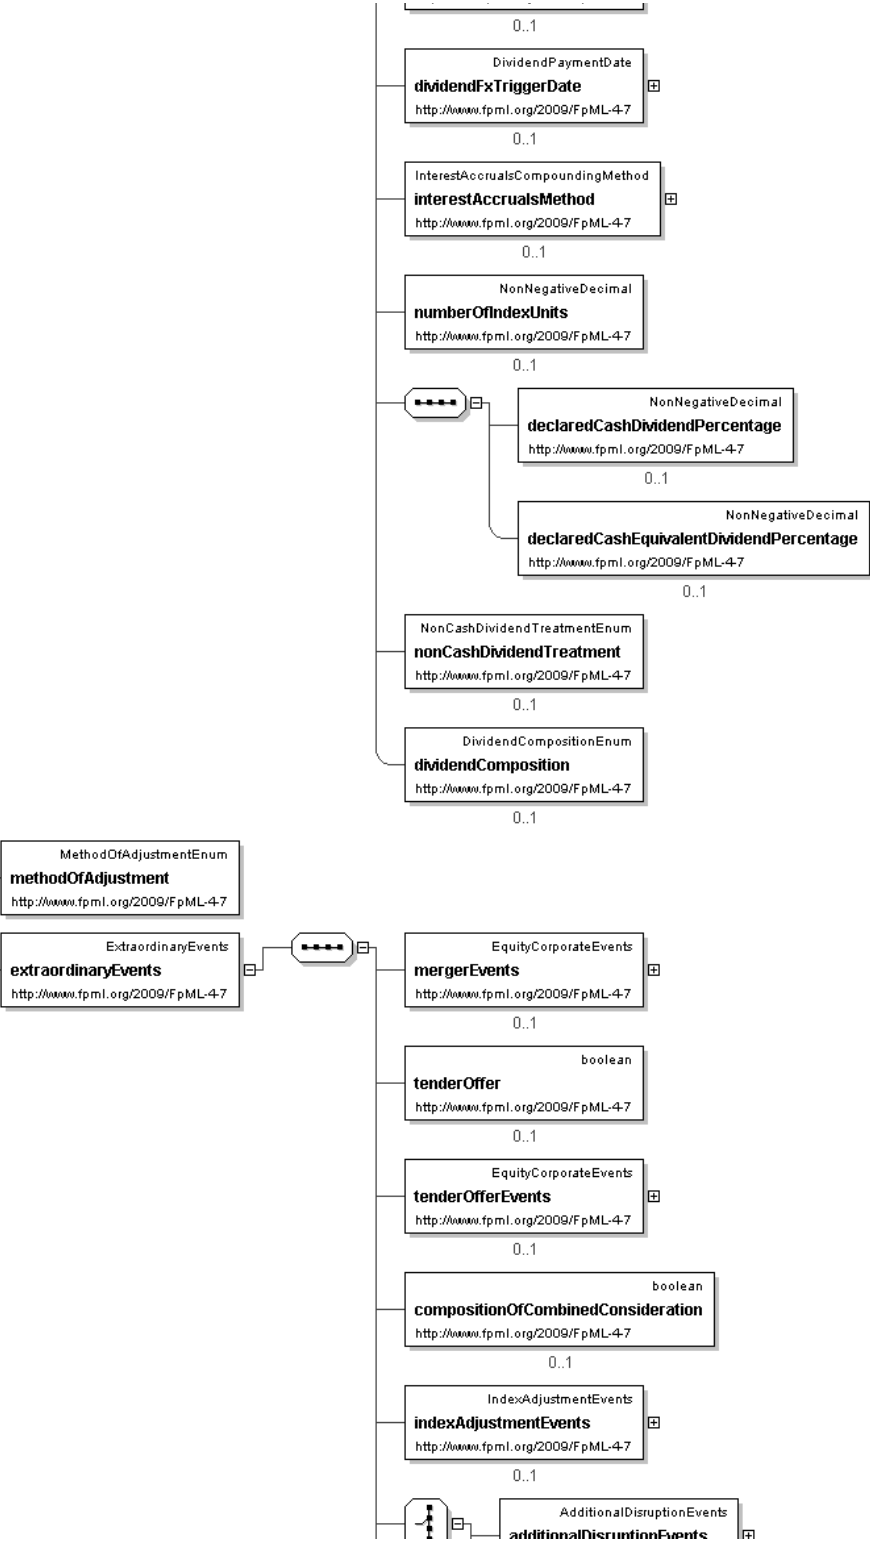 0..1
DividendPaymentDate
dividendFxTriggerDate
http://www.fpml.org/2009/FpML-4-7
0..1
InterestAccrualsCompoundingMethod
interestAccrualsMethod
http://www.fpml.org/2009/FpML-4-7
0..1
NonNegativeDecimal
numberOfIndexUnits
http://www.fpml.org/2009/FpML-4-7
0..1
NonNegativeDecimal
declaredCashDividendPercentage
http://www.fpml.org/2009/FpML-4-7
0..1
NonNegativeDecimal
declaredCashEquivalentDividendPercentage
http://www.fpml.org/2009/FpML-4-7
0..1
NonCashDividendTreatmentEnum
nonCashDividendTreatment
http://www.fpml.org/2009/FpML-4-7
0..1
DividendCompositionEnum
dividendComposition
http://www.fpml.org/2009/FpML-4-7
0..1
MethodOfAdjustmentEnum
methodOfAdjustment
http://www.fpml.org/2009/FpML-4-7
ExtraordinaryEvents
extraordinaryEvents
http://www.fpml.org/2009/FpML-4-7
EquityCorporateEvents
mergerEvents
http://www.fpml.org/2009/FpML-4-7
0..1
boolean
tenderOffer
http://www.fpml.org/2009/FpML-4-7
0..1
EquityCorporateEvents
tenderOfferEvents
http://www.fpml.org/2009/FpML-4-7
0..1
boolean
compositionOfCombinedConsideration
http://www.fpml.org/2009/FpML-4-7
0..1
IndexAdjustmentEvents
indexAdjustmentEvents
http://www.fpml.org/2009/FpML-4-7
0..1
AdditionalDisruptionEvents
additionalDisruptionEvents